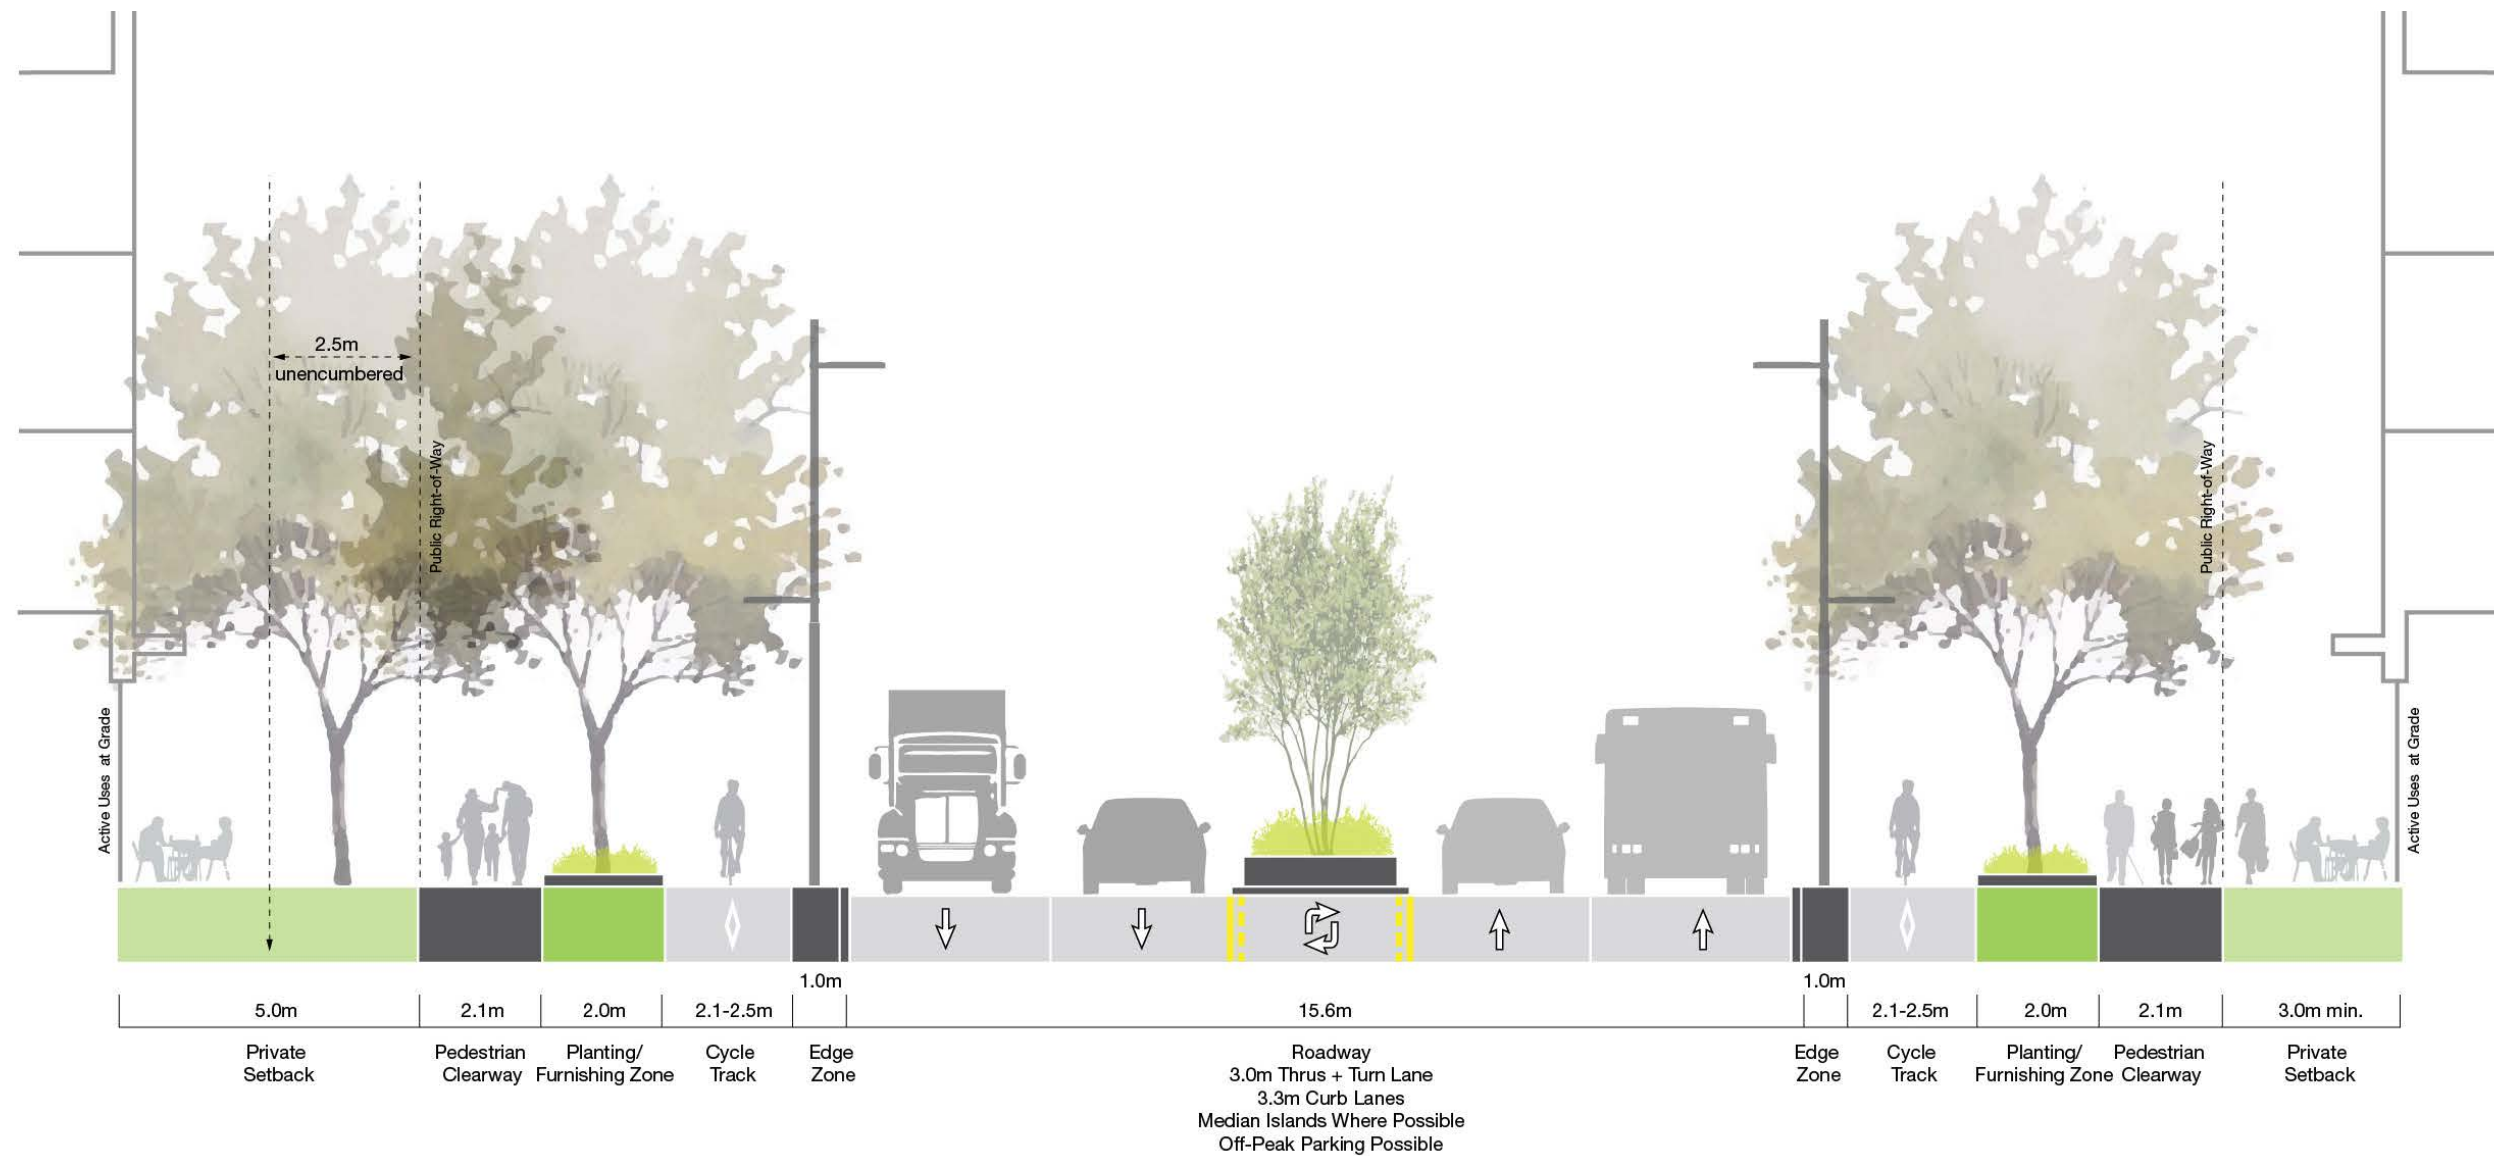 2.5m
unencumbered
Public Right-of-Way
Public Right-of-Way
Active Uses at Grade
Active Uses at Grade
1.0m
1.0m
5.0m
2.1m
2.0m
2.1-2.5m
15.6m
2.1-2.5m
2.0m
2.1m
3.0m min.
Private
Setback
Pedestrian
Clearway
Planting/
Furnishing Zone
Cycle
Track
Edge
Zone
Roadway
3.0m Thrus + Turn Lane
3.3m Curb Lanes
Median Islands Where Possible
Off-Peak Parking Possible
Edge
Zone
Cycle
Track
Planting/
Furnishing Zone
Pedestrian
Clearway
Private
Setback